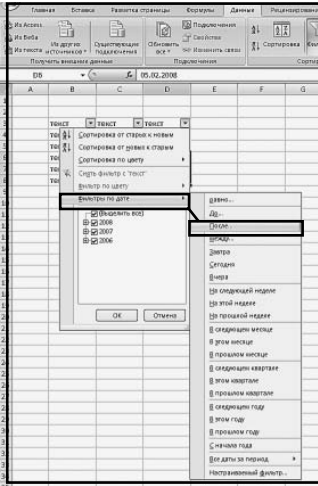 Главная Вставка Разметка страницы Формулы Данные Рецензирование
Из Access
Из Веба
Из текста
Из других источников
Существующие подключения
Обновить все
Подключения
Свойства
Изменить связи
Сортировка
Получить внешние данные
Подключения
D6
05.02.2008
A B C D E F G
текст текст текст
Сортировка от старых к новым
Сортировка от новых к старым
Сортировка по цвету
Снять фильтр с "текст"
Фильтр по цвету
Фильтры по дате
(Выделить все)
2008
2007
2006
ОК Отмена
Равно...
До...
После...
Между...
Завтра
Сегодня
Вчера
На следующей неделе
На этой неделе
На прошлой неделе
В следующем месяце
В этом месяце
В прошлом месяце
В следующем квартале
В этом квартале
В прошлом квартале
В следующем году
В этом году
В прошлом году
С начала года
Все даты за период
Настраиваемый фильтр...